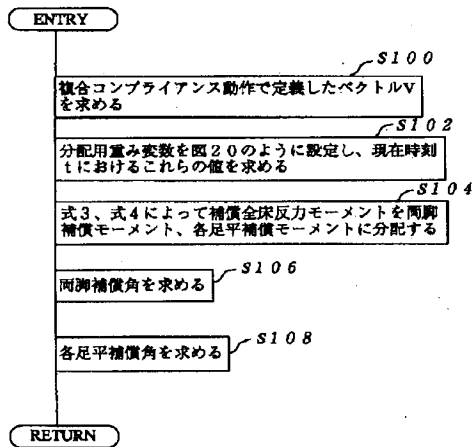 ENTRY
S100
複合コンプライアンス動作で定義したベクトルV
を求める
S102
分配用重み変数を図20のように設定し、現在時刻
tにおけるこれらの値を求める
S104
式3、式4によって補償全床反力モーメントを両脚
補償モーメント、各足平補償モーメントに分配する
S106
両脚補償角を求める
S108
各足平補償角を求める
RETURN